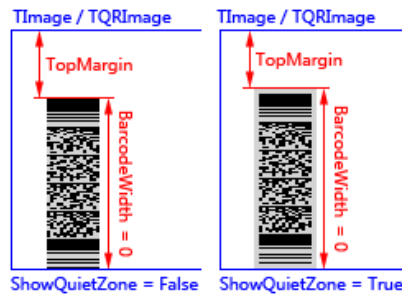 TImage / TQRImage
TopMargin
BarcodeWidth = 0
ShowQuietZone = False
TImage / TQRImage
TopMargin
BarcodeWidth = 0
ShowQuietZone = True